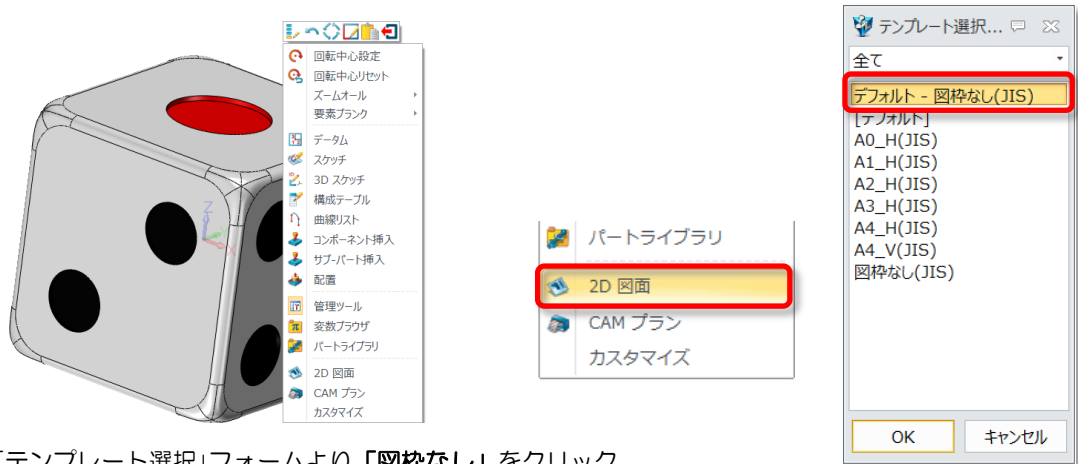 回転中心設定
回転中心リセット
ズームオール
要素ブランク
データム
スケッチ
3D スケッチ
構成テーブル
曲線リスト
コンポーネント挿入
サブ-パート挿入
配置
管理ツール
変数ブラウザ
パートライブラリ
2D 図面
CAM プラン
カスタマイズ
Z
X
パートライブラリ
2D 図面
CAM プラン
カスタマイズ
テンプレート選択...
全て
デフォルト - 図枠なし(JIS)
[デフォルト]
A0_H(JIS)
A1_H(JIS)
A2_H(JIS)
A3_H(JIS)
A4_H(JIS)
A4_V(JIS)
図枠なし(JIS)
OK
キャンセル
「テンプレート選択」フォームより「図枠なし」をクリック